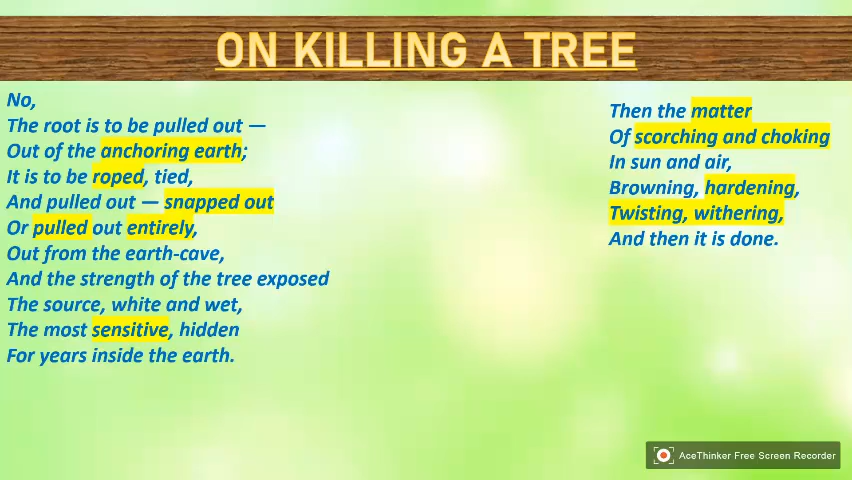 ON KILLING A TREE
No,
The root is to be pulled out —
Out of the anchoring earth;
It is to be roped, tied,
And pulled out — snapped out
Or pulled out entirely,
Out from the earth-cave,
And the strength of the tree exposed
The source, white and wet,
The most sensitive, hidden
For years inside the earth.
Then the matter
Of scorching and choking
In sun and air,
Browning, hardening,
Twisting, withering,
And then it is done.
AceThinker Free Screen Recorder